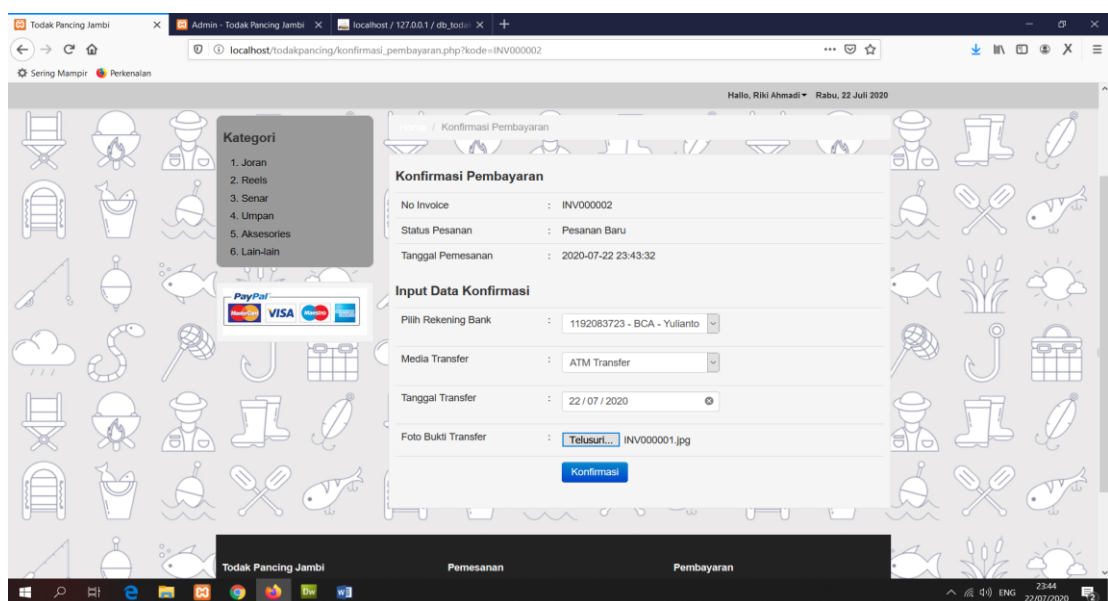 Todak Pancing Jambi
Admin - Todak Pancing Jambi
localhost / 127.0.0.1 / db_todal
localhost/todakpancing/konfirmasi_pembayaran.php?kode=INV000002
Sering Mampir Perkenalan
Hallo, Riki Ahmadi Rabu, 22 Juli 2020
Kategori
1. Joran
2. Reels
3. Senar
4. Umpan
5. Aksesories
6. Lain-lain
PayPal
MasterCard VISA Maestro
Home / Konfirmasi Pembayaran
Konfirmasi Pembayaran
No Invoice : INV000002
Status Pesanan : Pesanan Baru
Tanggal Pemesanan : 2020-07-22 23:43:32
Input Data Konfirmasi
Pilih Rekening Bank : 1192083723 - BCA - Yulianto
Media Transfer : ATM Transfer
Tanggal Transfer : 22 / 07 / 2020
Foto Bukti Transfer : Telusuri... INV000001.jpg
Konfirmasi
Todak Pancing Jambi Pemesanan Pembayaran
Dw
ENG
23:44
22/07/2020